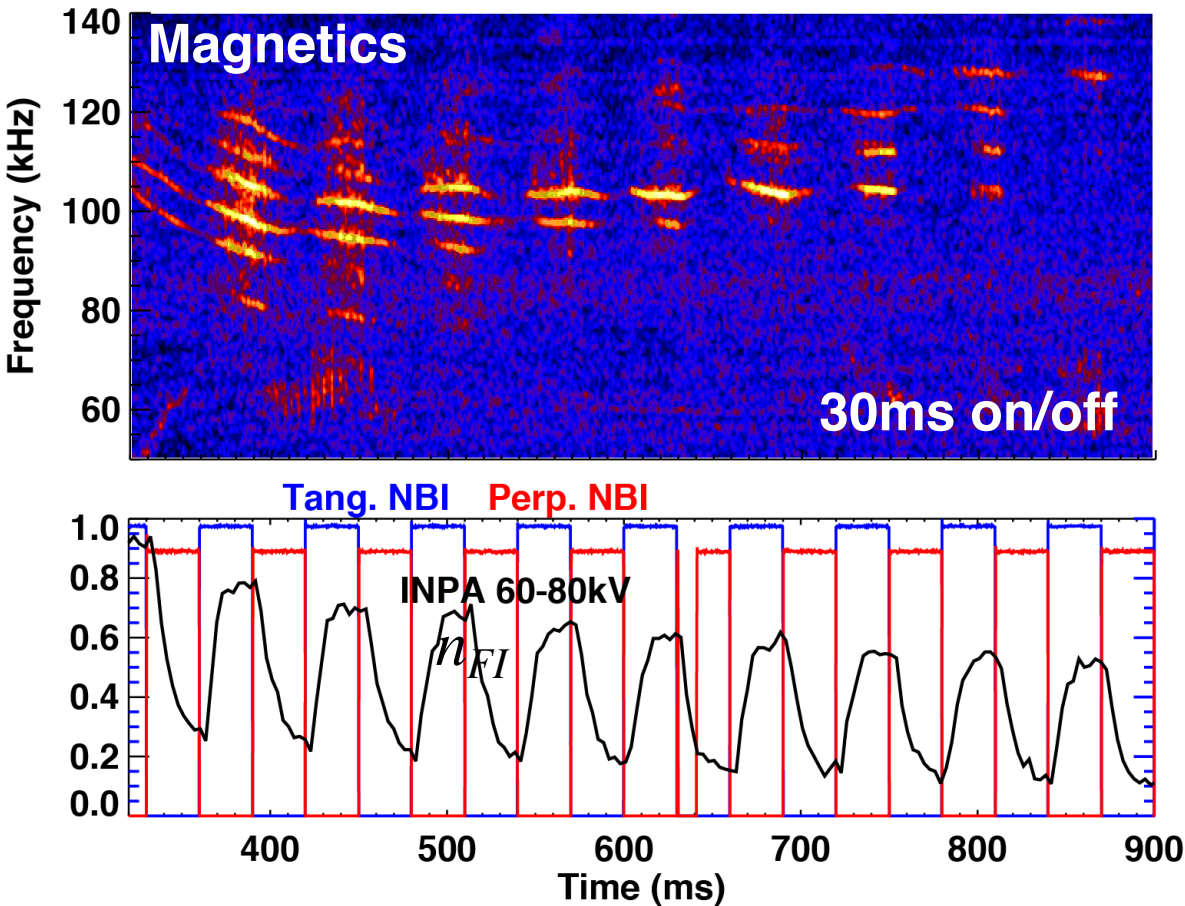 Magnetics
Frequency (kHz)
140
120
100
80
60
30ms on/off
Tang. NBI Perp. NBI
INPA 60-80kV
n_FI
1.0
0.8
0.6
0.4
0.2
0.0
400 500 600 700 800 900
Time (ms)